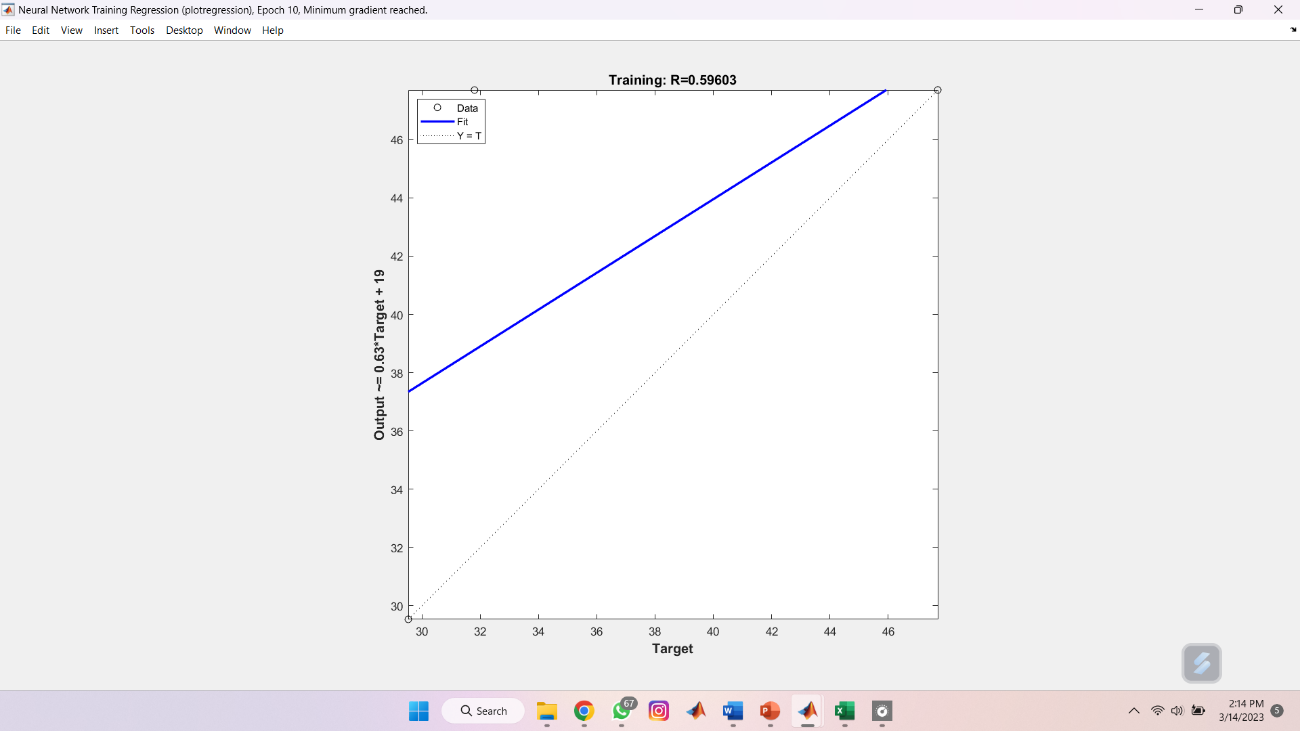 Neural Network Training Regression (plotregression), Epoch 10, Minimum gradient reached.
File Edit View Insert Tools Desktop Window Help
Training: R=0.59603
Data
Fit
Y = T
Output ~= 0.63*Target + 19
46
44
42
40
38
36
34
32
30
30 32 34 36 38 40 42 44 46
Target
Search
67
W
P
X
2:14 PM
3/14/2023
5